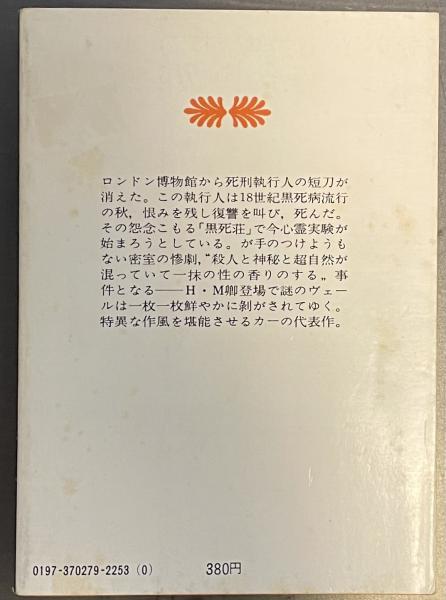 ロンドン博物館から死刑執行人の短刀が
消えた。この執行人は18世紀黒死病流行
の秋，恨みを残し復讐を叫び，死んだ。
その怨念こもる「黒死荘」で今心霊実験が
始まろうとしている。が手のつけようも
ない密室の惨劇，“殺人と神秘と超自然が
混っていて一抹の性の香りのする〟事
件となる──H・M卿登場で謎のヴェー
ルは一枚一枚鮮やかに剝がされてゆく。
特異な作風を堪能させるカーの代表作。
0197-370279-2253（0）
380円